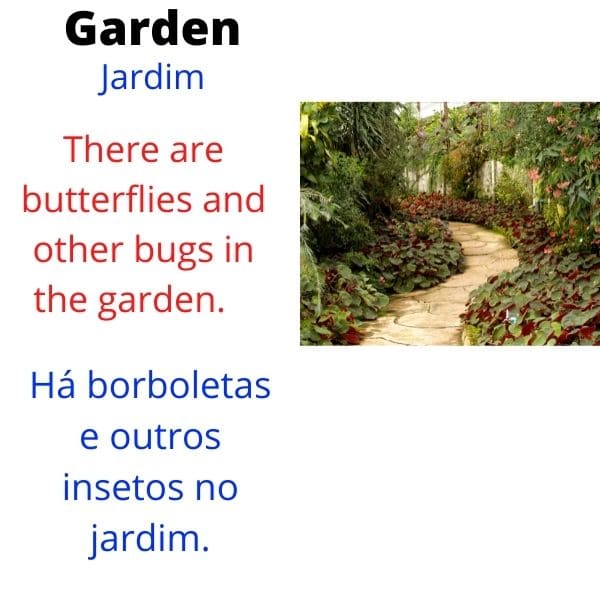 Garden
Jardim
There are
butterflies and
other bugs in
the garden.
Há borboletas
e outros
insetos no
jardim.